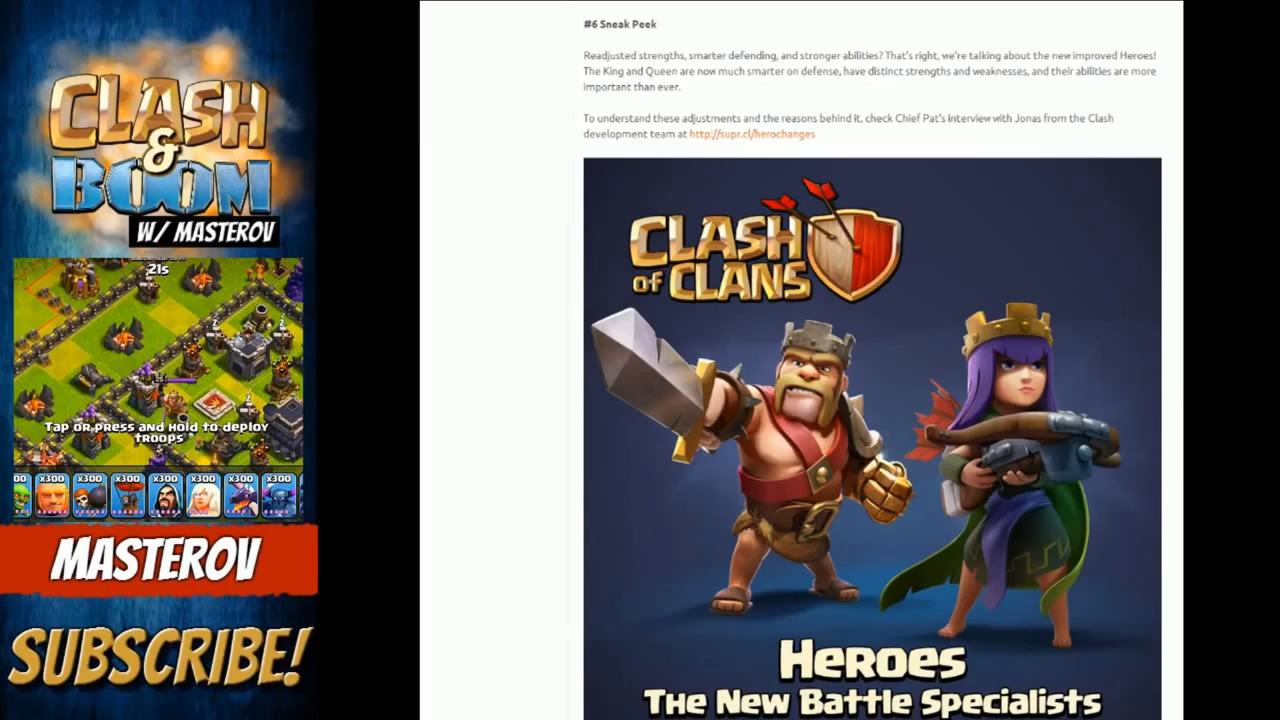 CLASH
&
BOOM
W/ MASTEROV
21s
Tap or press and hold to deploy
troops
x300 x300 x300 x300 x300 x300 x300
MASTEROV
SUBSCRIBE!
#6 Sneak Peek
Readjusted strengths, smarter defending, and stronger abilities? That's right, we're talking about the new improved Heroes!
The King and Queen are now much smarter on defense, have distinct strengths and weaknesses, and their abilities are more
important than ever.
To understand these adjustments and the reasons behind it, check Chief Pat's interview with Jonas from the Clash
development team at http://supr.cl/herochanges
CLASH
OF CLANS
Heroes
The New Battle Specialists